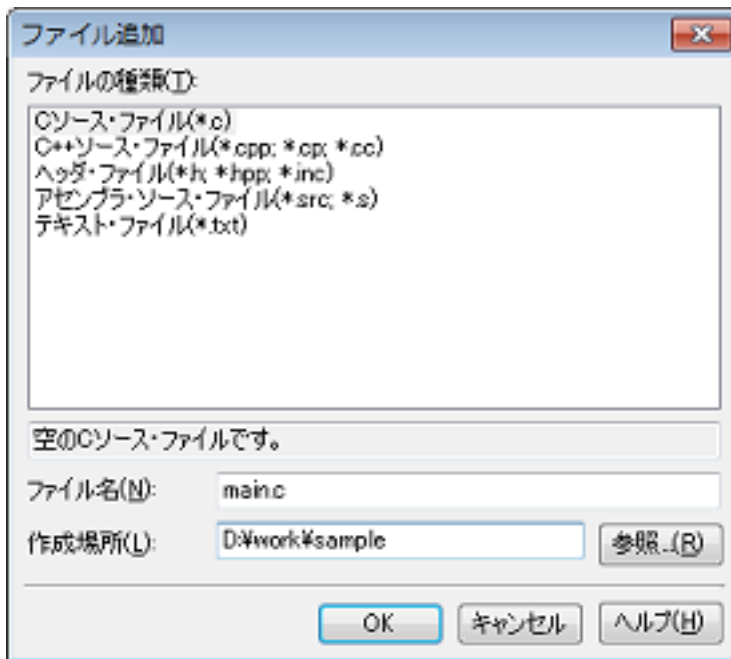 ファイル追加
ファイルの種類(T):
Cソース・ファイル(*.c)
C++ソース・ファイル(*.cpp; *.cp; *.cc)
ヘッダ・ファイル(*.h; *.hpp; *.inc)
アセンブラ・ソース・ファイル(*.src; *.s)
テキスト・ファイル(*.txt)
空のCソース・ファイルです。
ファイル名(N): main.c
作成場所(L): D:¥work¥sample 参照...(R)
OK キャンセル ヘルプ(H)